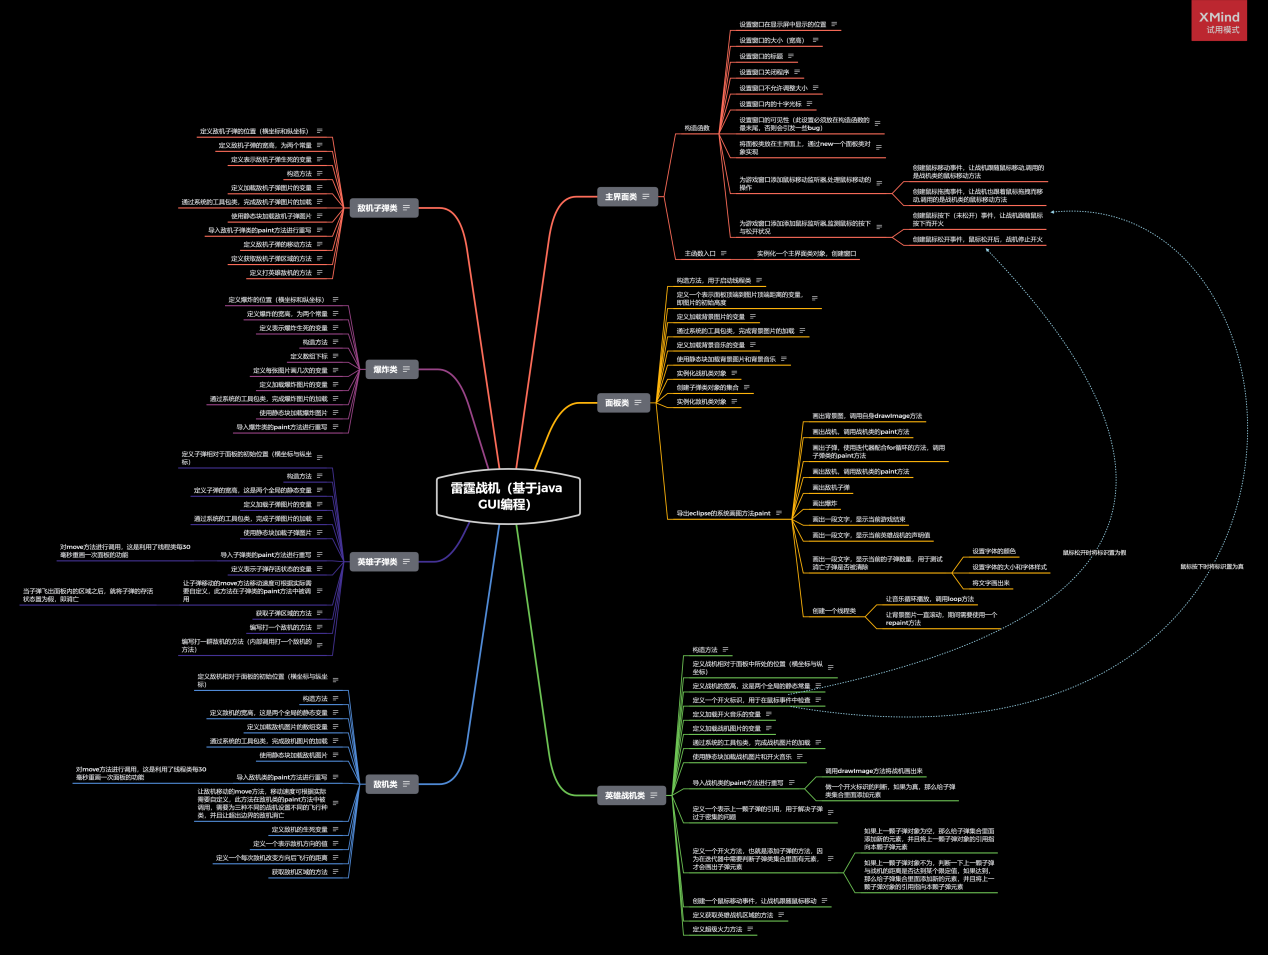 XMind
试用模式
雷霆战机（基于java
GUI编程）
主界面类
构造函数
设置窗口在显示屏中显示的位置
设置窗口的大小（宽高）
设置窗口的标题
设置窗口关闭程序
设置窗口不允许调整大小
设置窗口内的十字光标
设置窗口的可见性（此设置必须放在构造函数的
最末尾，否则会引发一些bug）
将面板类放在主界面上，通过new一个面板类对
象实现
为游戏窗口添加鼠标移动监听器,处理鼠标移动的
操作
创建鼠标移动事件，让战机跟随鼠标移动,调用的
是战机类的鼠标移动方法
创建鼠标拖拽事件，让战机也跟着鼠标拖拽而移
动,调用的是战机类的鼠标移动方法
为游戏窗口添加添加鼠标监听器,监测鼠标的按下
与松开状况
创建鼠标按下（未松开）事件，让战机跟随鼠标
按下而开火
创建鼠标松开事件，鼠标松开后，战机停止开火
主函数入口
实例化一个主界面类对象，创建窗口
面板类
构造方法，用于启动线程类
定义一个表示面板顶端到图片顶端距离的变量，
即图片的初始高度
定义加载背景图片的变量
通过系统的工具包类，完成背景图片的加载
定义加载背景音乐的变量
使用静态块加载背景图片和背景音乐
实例化战机类对象
创建子弹类对象的集合
实例化敌机类对象
导出eclipse的系统画图方法paint
画出背景图，调用自身drawImage方法
画出战机，调用战机类的paint方法
画出子弹，使用迭代器配合for循环的方法，调用
子弹类的paint方法
画出敌机，调用敌机类的paint方法
画出敌机子弹
画出爆炸
画出一段文字，显示当前游戏结束
画出一段文字，显示当前英雄战机的声明值
画出一段文字，显示当前的子弹数量，用于测试
消亡子弹是否被清除
设置字体的颜色
设置字体的大小和字体样式
将文字画出来
创建一个线程类
让音乐循环播放，调用loop方法
让背景图片一直滚动，期间需要使用一个
repaint方法
鼠标松开时将标识置为假
鼠标按下时将标识置为真
英雄战机类
构造方法
定义战机相对于面板中所处的位置（横坐标与纵
坐标）
定义战机的宽高，这是两个全局的静态常量
定义一个开火标识，用于在鼠标事件中检查
定义加载开火音乐的变量
定义加载战机图片的变量
通过系统的工具包类，完成战机图片的加载
使用静态块加载战机图片和开火音乐
导入战机类的paint方法进行重写
调用drawImage方法将战机画出来
做一个开火标识的判断，如果为真，那么给子弹
类集合里面添加元素
定义一个表示上一颗子弹的引用，用于解决子弹
过于密集的问题
定义一个开火方法，也就是添加子弹的方法，因
为在迭代器中需要判断子弹类集合里面有元素，
才会画出子弹元素
如果上一颗子弹对象为空，那么给子弹集合里面
添加新的元素，并且将上一颗子弹对象的引用指
向本颗子弹元素
如果上一颗子弹对象不为，判断一下上一颗子弹
与战机的距离是否达到某个限定值，如果达到，
那么给子弹集合里面添加新的元素，并且将上一
颗子弹对象的引用指向本颗子弹元素
创建一个鼠标移动事件，让战机跟随鼠标移动
定义获取英雄战机区域的方法
定义超级火力方法
敌机子弹类
定义敌机子弹的位置（横坐标和纵坐标）
定义敌机子弹的宽高，为两个常量
定义表示敌机子弹生死的变量
构造方法
定义加载敌机子弹图片的变量
通过系统的工具包类，完成敌机子弹图片的加载
使用静态块加载敌机子弹图片
导入敌机子弹类的paint方法进行重写
定义敌机子弹的移动方法
定义获取敌机子弹区域的方法
定义打英雄敌机的方法
爆炸类
定义爆炸的位置（横坐标和纵坐标）
定义爆炸的宽高，为两个常量
定义表示爆炸生死的变量
构造方法
定义数组下标
定义每张图片画几次的变量
定义加载爆炸图片的变量
通过系统的工具包类，完成爆炸图片的加载
使用静态块加载爆炸图片
导入爆炸类的paint方法进行重写
英雄子弹类
定义子弹相对于面板的初始位置（横坐标与纵坐
标）
构造方法
定义子弹的宽高，这是两个全局的静态变量
定义加载子弹图片的变量
通过系统的工具包类，完成子弹图片的加载
使用静态块加载子弹图片
导入子弹类的paint方法进行重写
对move方法进行调用，这是利用了线程类每30
毫秒重画一次面板的功能
定义表示子弹存活状态的变量
让子弹移动的move方法移动速度可根据实际需
要自定义，此方法在子弹类的paint方法中被调
用
当子弹飞出面板内的区域之后，就将子弹的存活
状态置为假，即消亡
获取子弹区域的方法
编写打一个敌机的方法
编写打一群敌机的方法（内部调用打一个敌机的
方法）
敌机类
定义敌机相对于面板的初始位置（横坐标与纵坐
标）
构造方法
定义敌机的宽高，这是两个全局的静态变量
定义加载敌机图片的数组变量
通过系统的工具包类，完成敌机图片的加载
使用静态块加载敌机图片
导入敌机类的paint方法进行重写
对move方法进行调用，这是利用了线程类每30
毫秒重画一次面板的功能
让敌机移动的move方法，移动速度可根据实际
需要自定义，此方法在敌机类的paint方法中被
调用，需要为三种不同的战机设置不同的飞行种
类，并且让超出边界的敌机消亡
定义敌机的生死变量
定义一个表示敌机方向的值
定义一个每次敌机改变方向后飞行的距离
获取敌机区域的方法